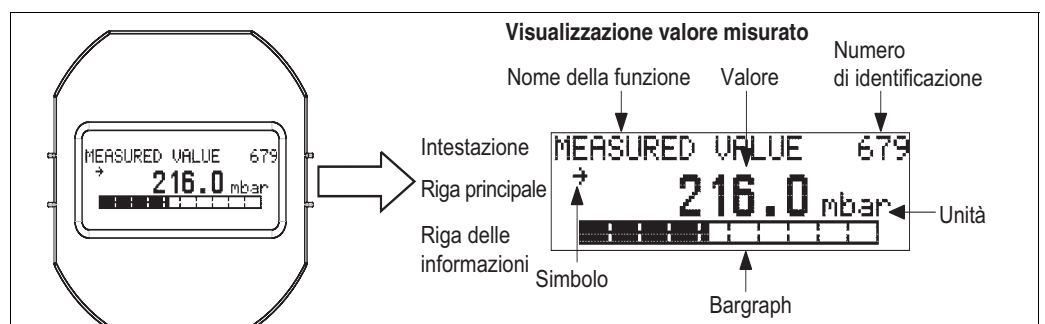 Visualizzazione valore misurato
Numero
di identificazione
Nome della funzione
Valore
MEASURED VALUE 679
→
216.0 mbar
Intestazione
Riga principale
Riga delle
informazioni
MEASURED VALUE 679
→
216.0 mbar
Unità
Simbolo
Bargraph